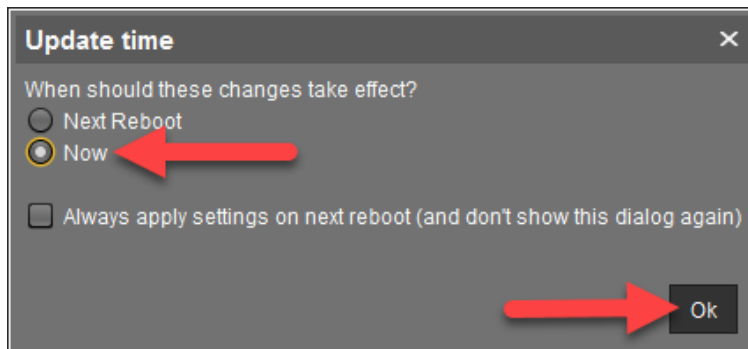 Update time
When should these changes take effect?
Next Reboot
Now
Always apply settings on next reboot (and don't show this dialog again)
Ok